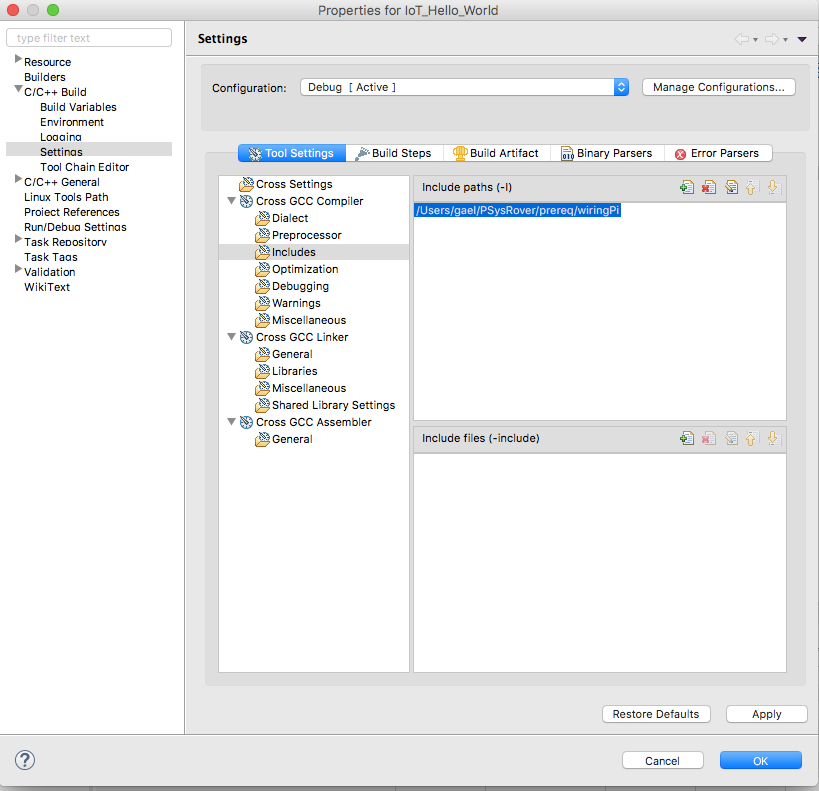 Properties for IoT_Hello_World
type filter text
Resource
Builders
C/C++ Build
Build Variables
Environment
Logging
Settings
Tool Chain Editor
C/C++ General
Linux Tools Path
Project References
Run/Debug Settings
Task Repository
Task Tags
Validation
WikiText
Settings
Configuration:
Debug [ Active ]
Manage Configurations...
Tool Settings
Build Steps
Build Artifact
Binary Parsers
Error Parsers
Cross Settings
Cross GCC Compiler
Dialect
Preprocessor
Includes
Optimization
Debugging
Warnings
Miscellaneous
Cross GCC Linker
General
Libraries
Miscellaneous
Shared Library Settings
Cross GCC Assembler
General
Include paths (-I)
/Users/gael/PSysRover/prereq/wiringPi
Include files (-include)
Restore Defaults
Apply
?
Cancel
OK